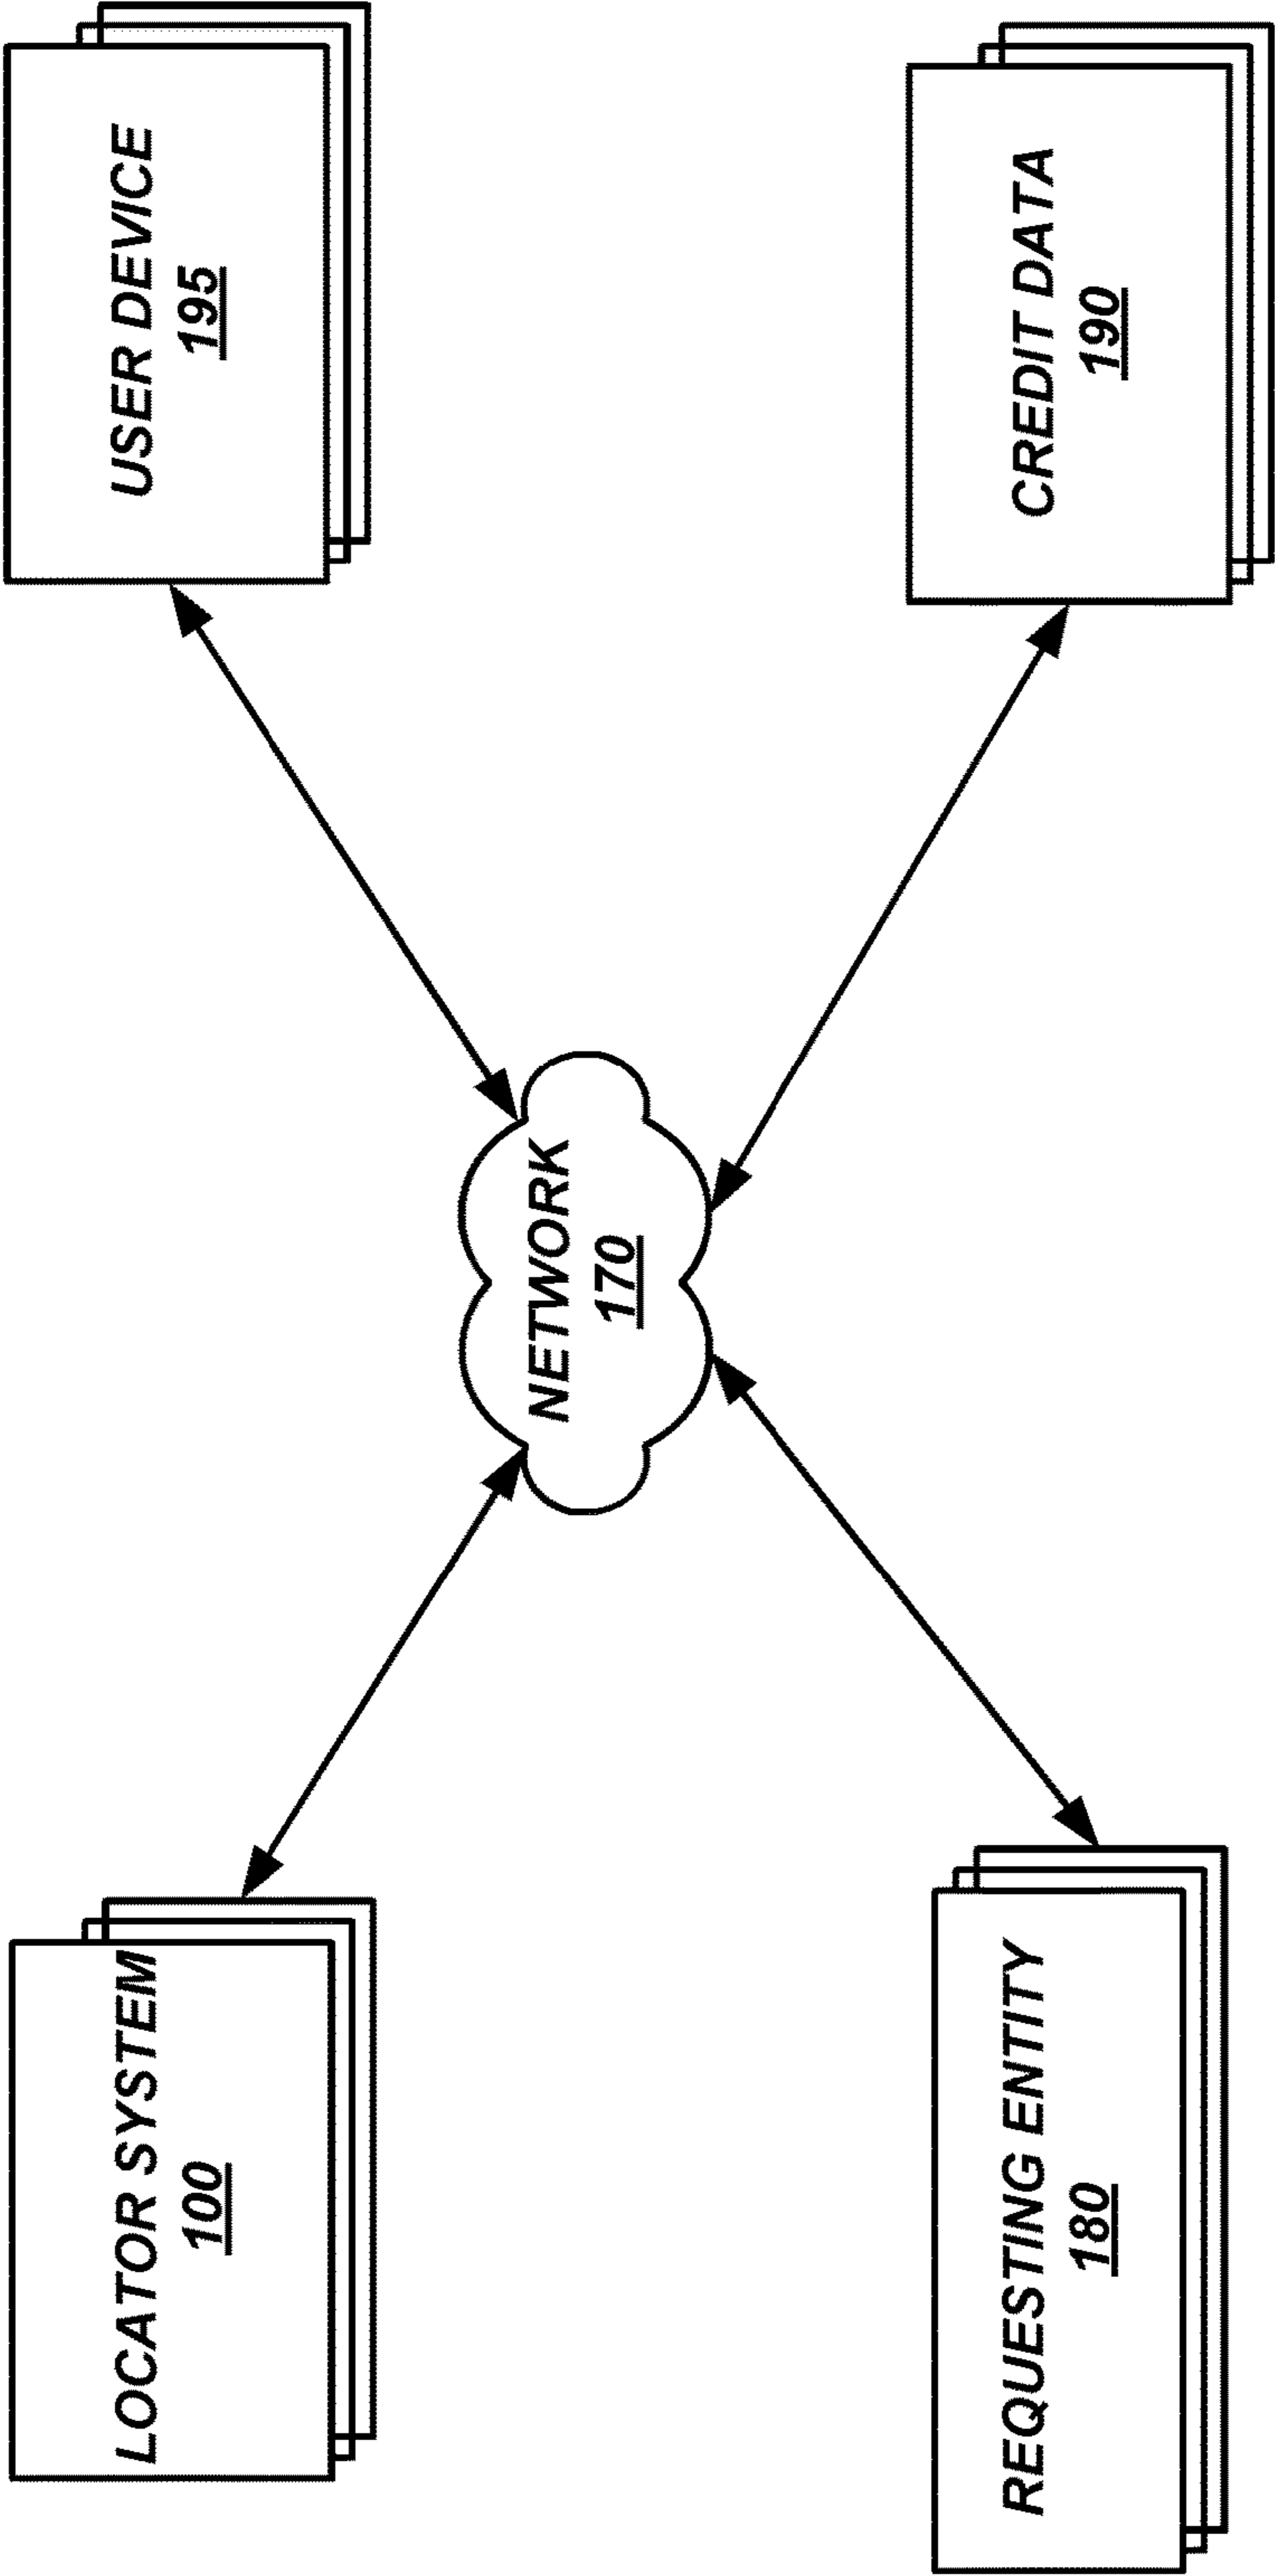 LOCATOR SYSTEM
100
USER DEVICE
195
NETWORK
170
REQUESTING ENTITY
180
CREDIT DATA
190